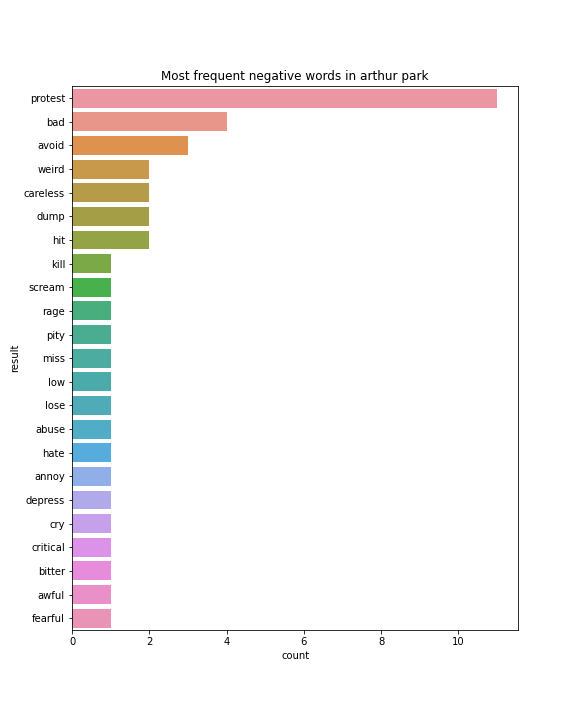 Most frequent negative words in arthur park
protest
bad
avoid
weird
careless
dump
hit
kill
scream
rage
pity
miss
low
lose
abuse
hate
annoy
depress
cry
critical
bitter
awful
fearful
result
0 2 4 6 8 10
count